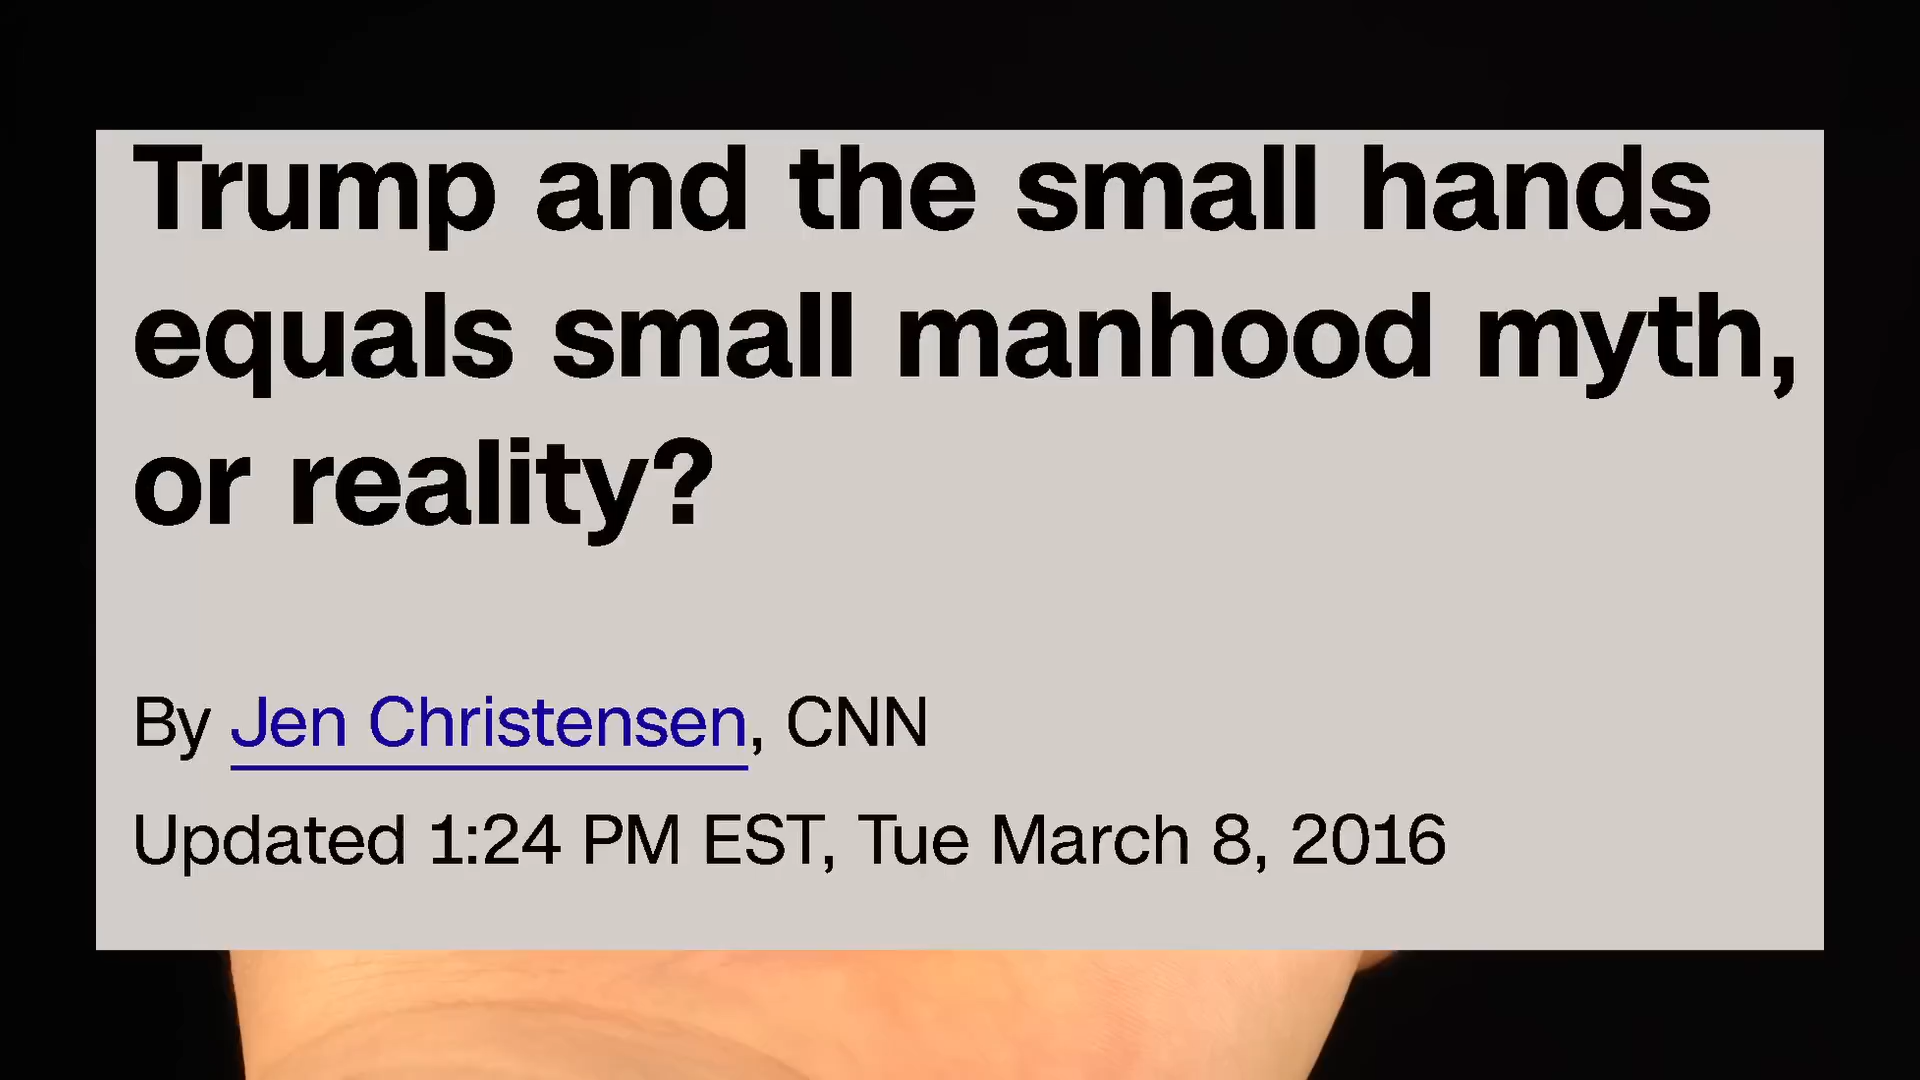 Trump and the small hands
equals small manhood myth,
or reality?
By Jen Christensen, CNN
Updated 1:24 PM EST, Tue March 8, 2016